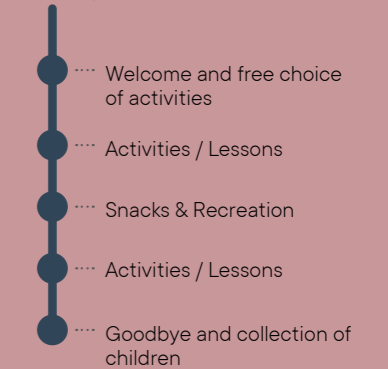 Welcome and free choice
of activities
Activities / Lessons
Snacks & Recreation
Activities / Lessons
Goodbye and collection of
children